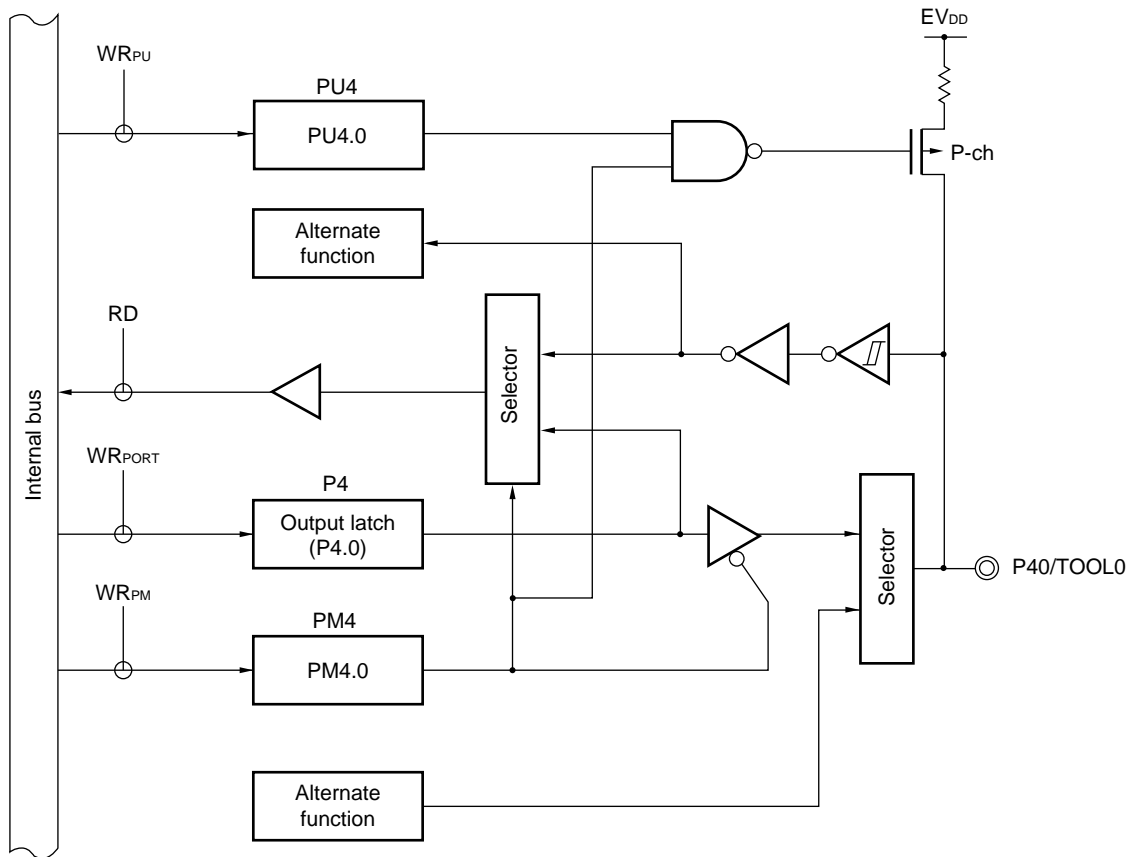 EVDD
WRPU
PU4
PU4.0
P-ch
Alternate
function
RD
Selector
Internal bus
WRPORT
P4
Output latch
(P4.0)
Selector
P40/TOOL0
WRPM
PM4
PM4.0
Alternate
function